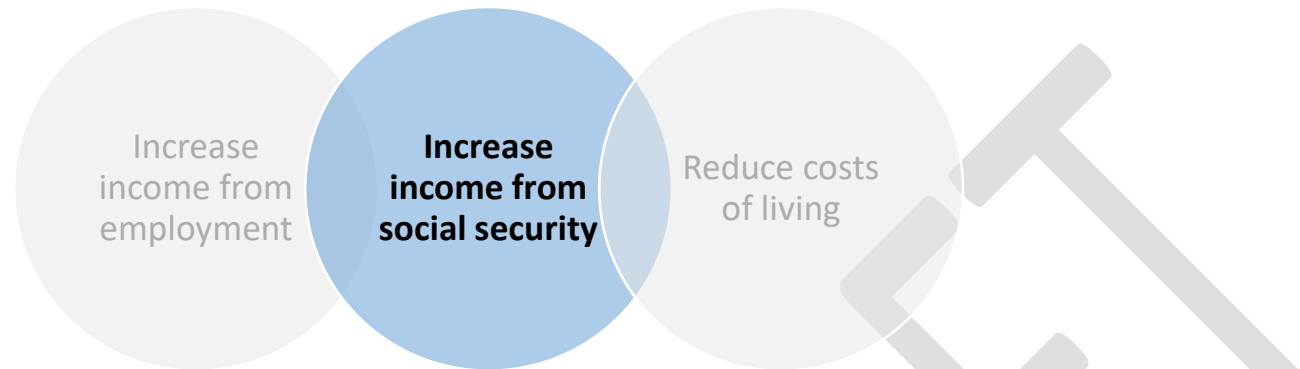 Increase
income from
employment
Increase
income from
social security
Reduce costs
of living